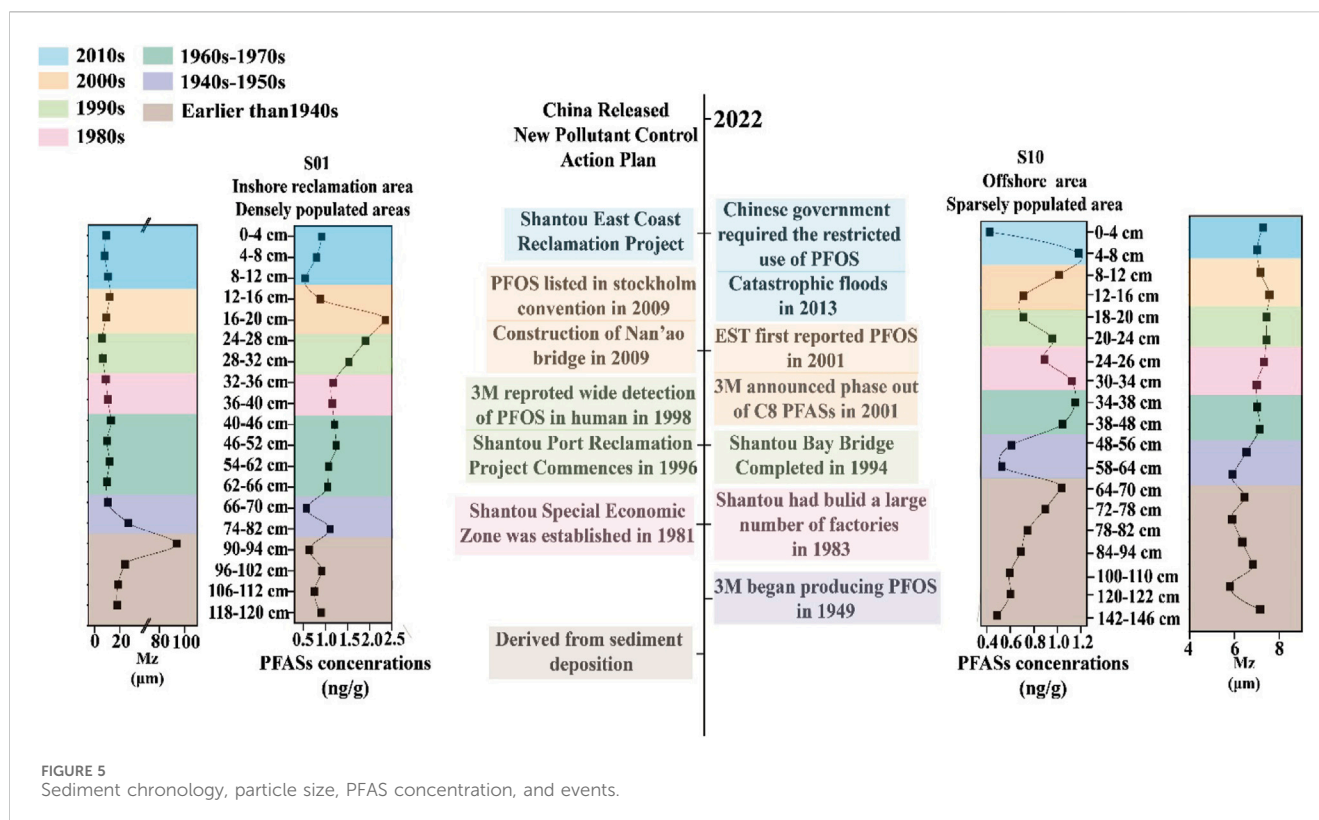 2010s
2000s
1990s
1980s
1960s-1970s
1940s-1950s
Earlier than1940s
China Released
New Pollutant Control
Action Plan
2022
S01
Inshore reclamation area
Densely populated areas
0-4 cm
4-8 cm
8-12 cm
12-16 cm
16-20 cm
24-28 cm
28-32 cm
32-36 cm
36-40 cm
40-46 cm
46-52 cm
54-62 cm
62-66 cm
66-70 cm
74-82 cm
90-94 cm
96-102 cm
106-112 cm
118-120 cm
0 20 80 100
Mz
(μm)
0.5 1.0 1.5 2.0 2.5
PFASs concenrations
(ng/g)
Shantou East Coast
Reclamation Project
PFOS listed in stockholm
convention in 2009
Construction of Nan'ao
bridge in 2009
3M reproted wide detection
of PFOS in human in 1998
Shantou Port Reclamation
Project Commences in 1996
Shantou Special Economic
Zone was established in 1981
Derived from sediment
deposition
Chinese government
required the restricted
use of PFOS
Catastrophic floods
in 2013
EST first reported PFOS
in 2001
3M announced phase out
of C8 PFASs in 2001
Shantou Bay Bridge
Completed in 1994
Shantou had bulid a large
number of factories
in 1983
3M began producing PFOS
in 1949
S10
Offshore area
Sparsely populated area
0-4 cm
4-8 cm
8-12 cm
12-16 cm
18-20 cm
20-24 cm
24-26 cm
30-34 cm
34-38 cm
38-48 cm
48-56 cm
58-64 cm
64-70 cm
72-78 cm
78-82 cm
84-94 cm
100-110 cm
120-122 cm
142-146 cm
0.4 0.6 0.8 1.0 1.2
PFASs concenrations
(ng/g)
4 6 8
Mz
(μm)
FIGURE 5
Sediment chronology, particle size, PFAS concentration, and events.